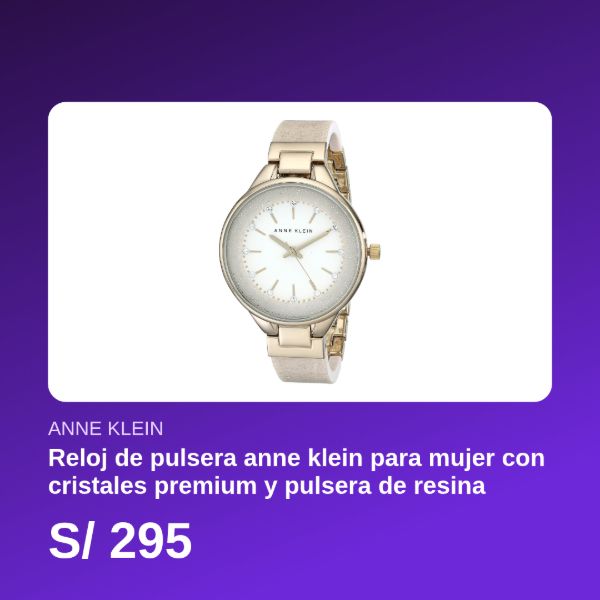 ANNE KLEIN
ANNE KLEIN
Reloj de pulsera anne klein para mujer con
cristales premium y pulsera de resina
S/ 295